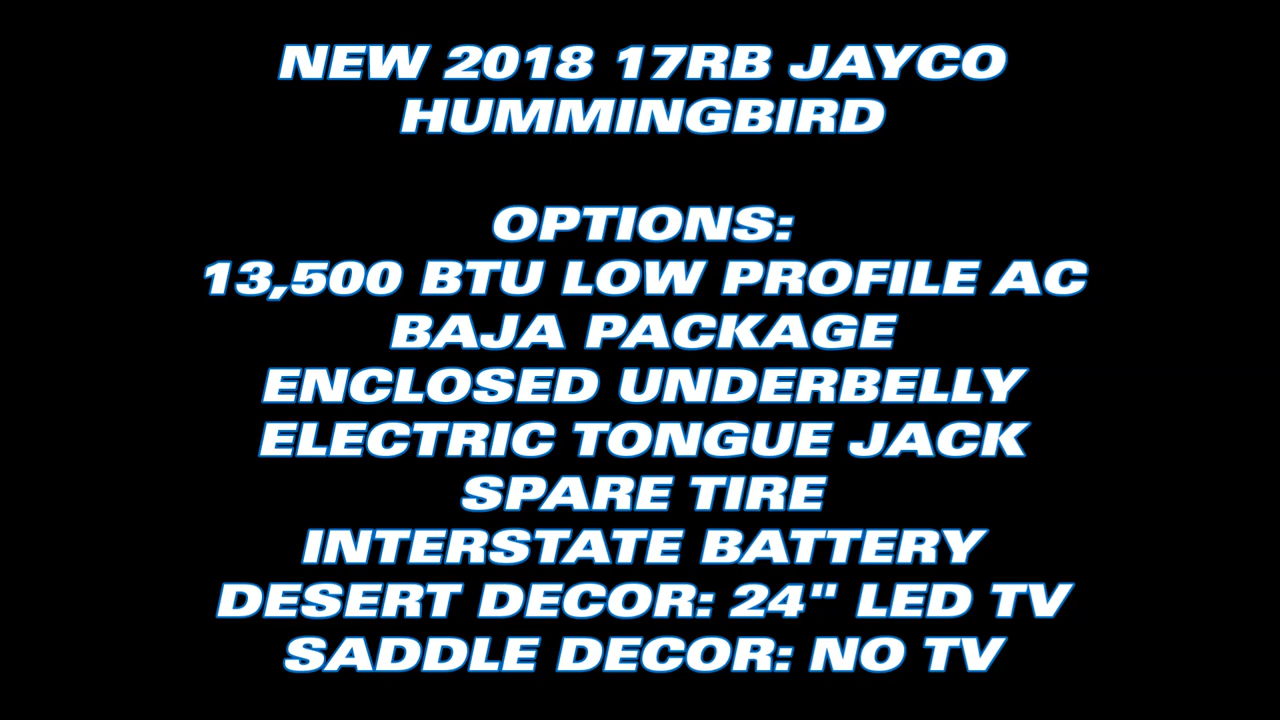 NEW 2018 17RB JAYCO
HUMMINGBIRD
OPTIONS:
13,500 BTU LOW PROFILE AC
BAJA PACKAGE
ENCLOSED UNDERBELLY
ELECTRIC TONGUE JACK
SPARE TIRE
INTERSTATE BATTERY
DESERT DECOR: 24" LED TV
SADDLE DECOR: NO TV